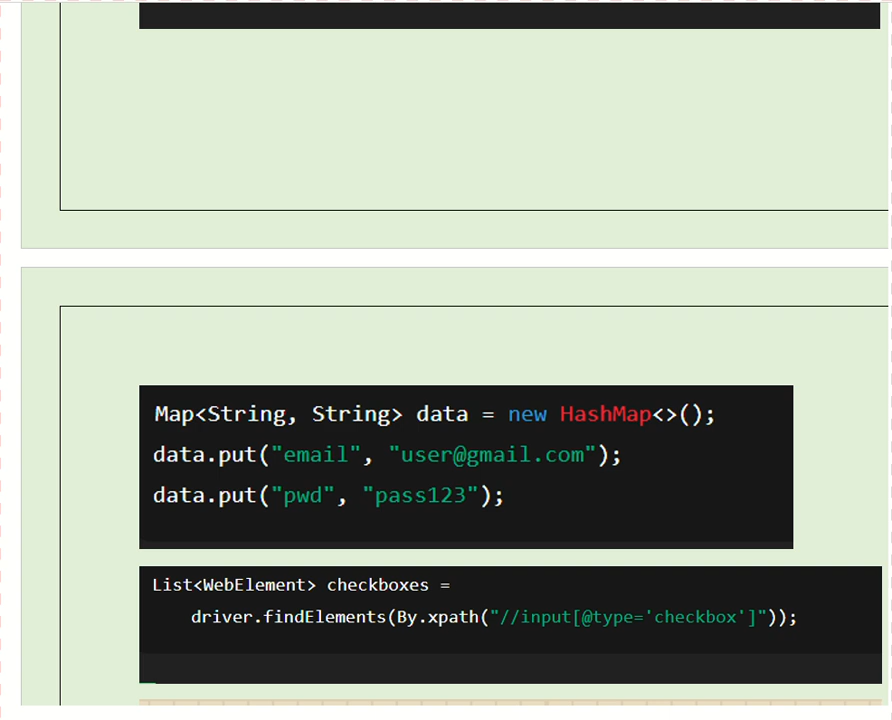 Map<String, String> data = new HashMap<>();
data.put("email", "user@gmail.com");
data.put("pwd", "pass123");
List<WebElement> checkboxes =
driver.findElements(By.xpath("//input[@type='checkbox']"));